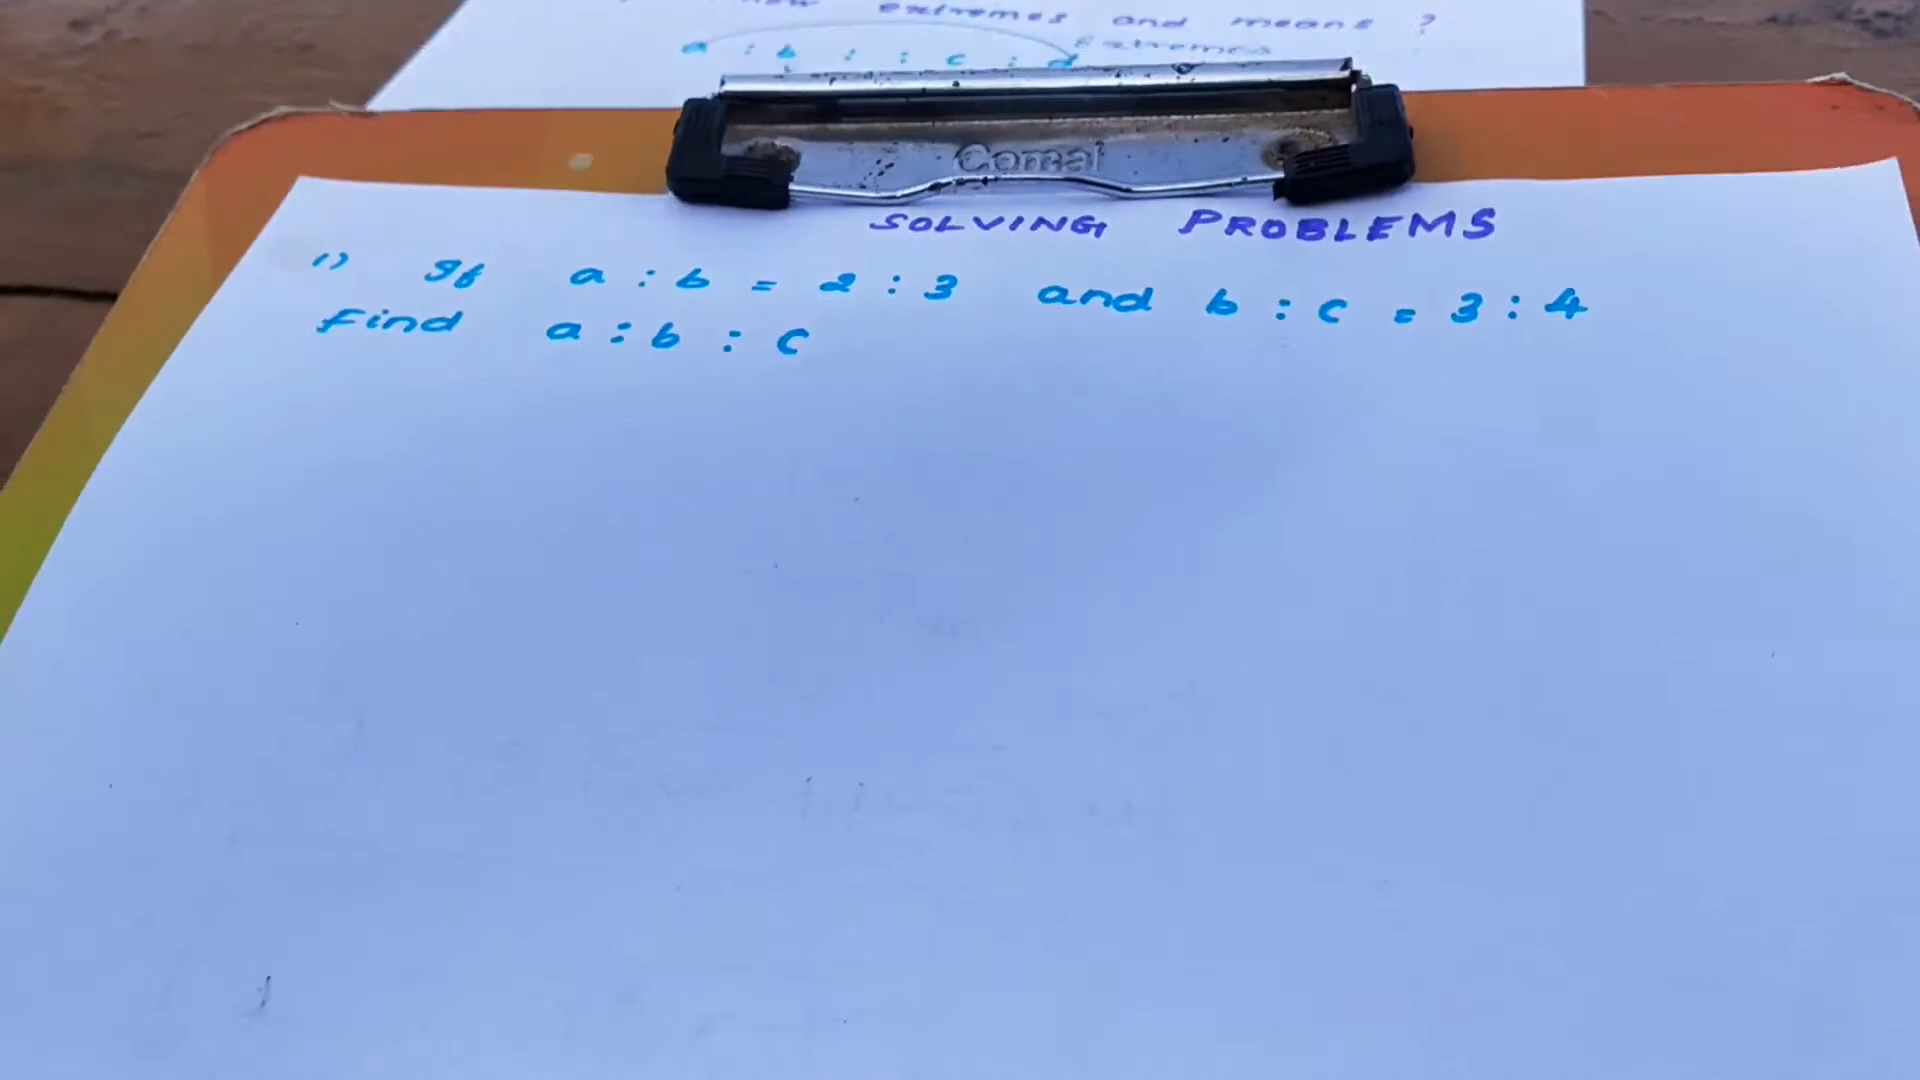 extremes and means ?
a : b : : c : d Extremes
Comal
SOLVING PROBLEMS
1) If a : b = 2 : 3 and b : c = 3 : 4
Find a : b : c